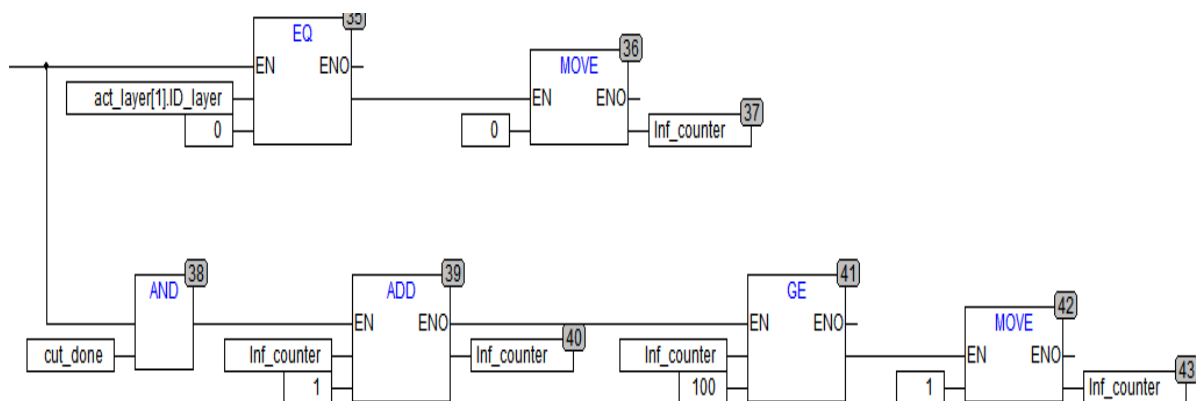 35
EQ
EN ENO
act_layer[1].ID_layer
0
36
MOVE
EN ENO
0
37
Inf_counter
38
AND
cut_done
39
ADD
EN ENO
Inf_counter
1
40
Inf_counter
41
GE
EN ENO
Inf_counter
100
42
MOVE
EN ENO
1
43
Inf_counter